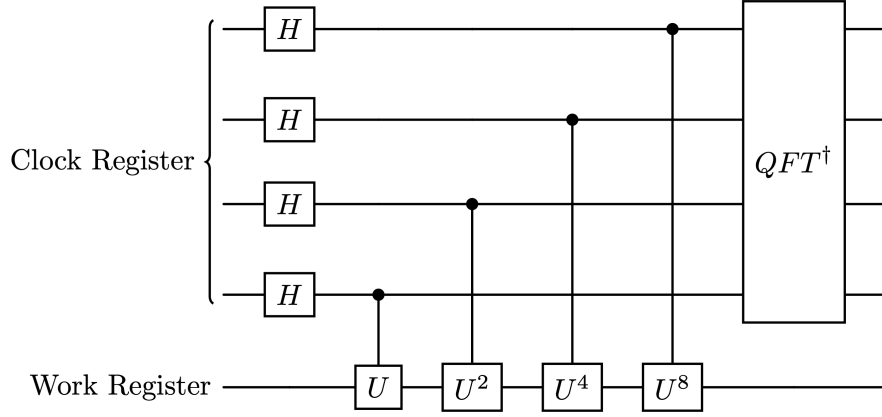 H
H
Clock Register
QFT†
H
H
Work Register
U
U²
U⁴
U⁸